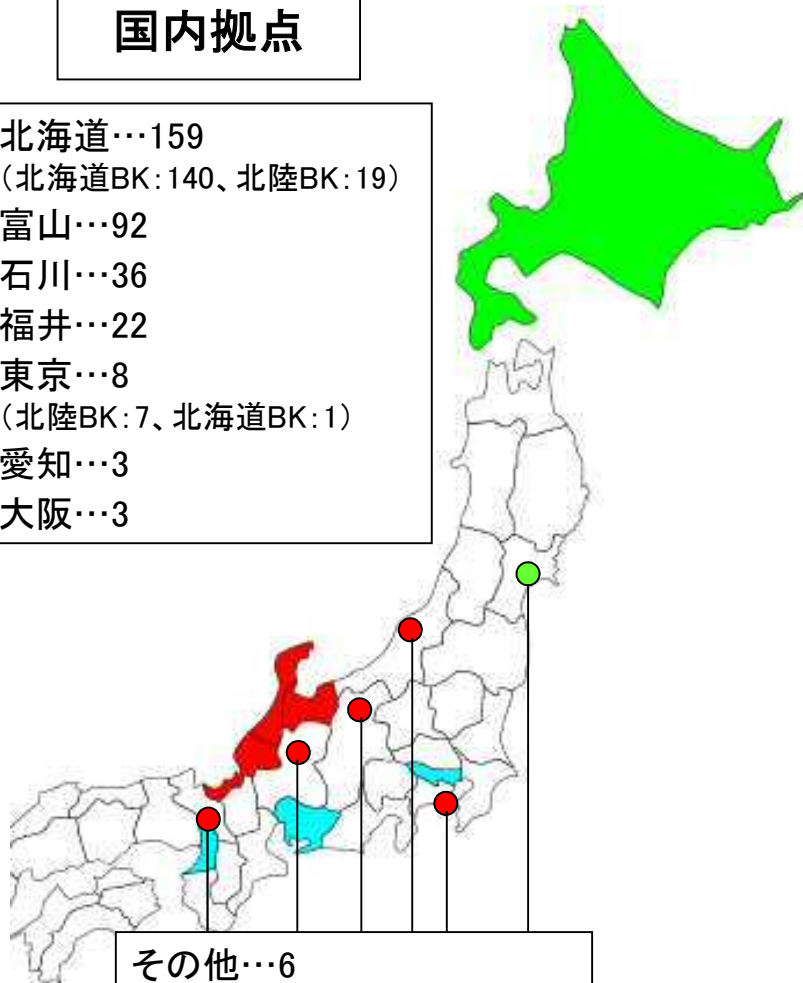 国内拠点
北海道…159
（北海道BK：140、北陸BK：19）
富山…92
石川…36
福井…22
東京…8
（北陸BK：7、北海道BK：1）
愛知…3
大阪…3
その他…6